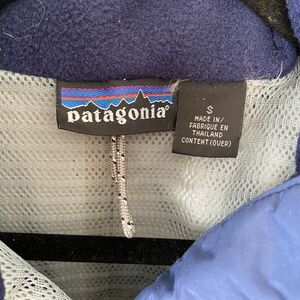 patagonia®
S
MADE IN/
FABRIQUE EN
THAILAND
CONTENT (OVER)